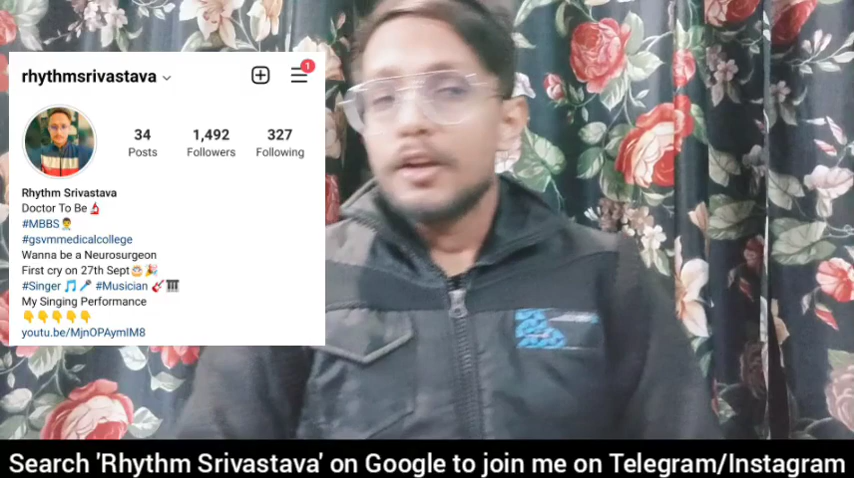 rhythmsrivastava
1
34
1,492
327
Posts
Followers
Following
Rhythm Srivastava
Doctor To Be🔬
#MBBS👨‍⚕️
#gsvmmedicalcollege
Wanna be a Neurosurgeon
First cry on 27th Sept🎂🎉
#Singer 🎵🎤 #Musician 🎸🎹
My Singing Performance
👇👇👇👇👇
youtu.be/MjnOPAymlM8
Search 'Rhythm Srivastava' on Google to join me on Telegram/Instagram